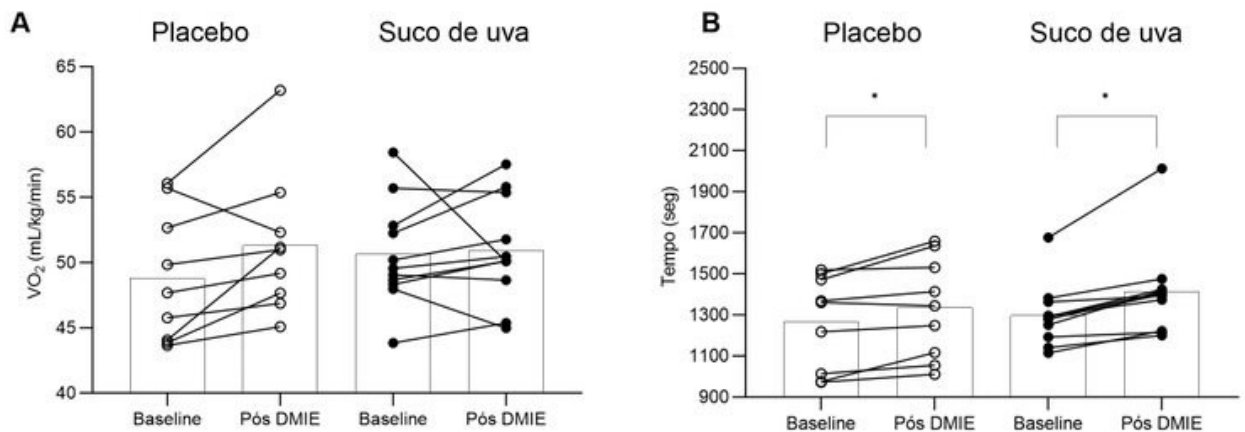 A
Placebo
Suco de uva
VO₂ (mL/kg/min)
65
60
55
50
45
40
Baseline
Pós DMIE
Baseline
Pós DMIE
B
Placebo
Suco de uva
Tempo (seg)
2500
2300
2100
1900
1700
1500
1300
1100
900
*
*
Baseline
Pós DMIE
Baseline
Pós DMIE